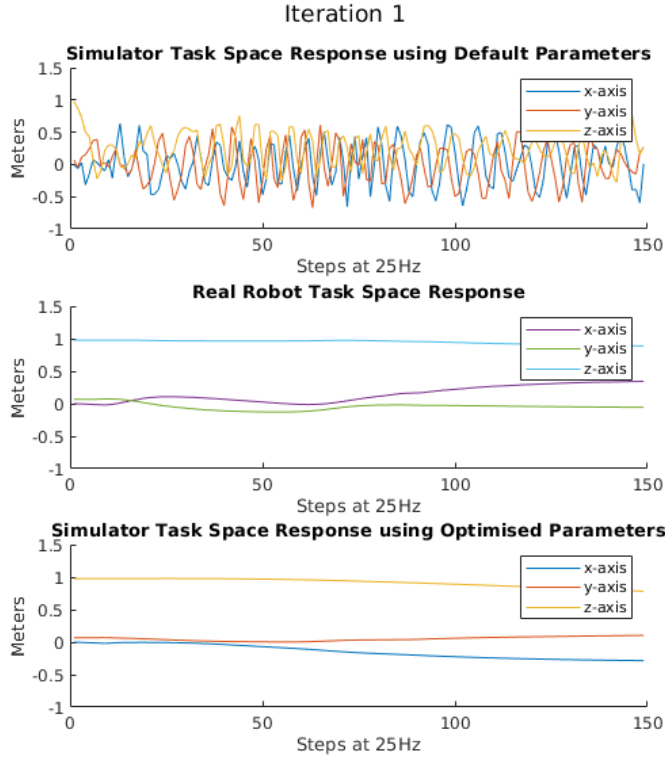 Iteration 1
Simulator Task Space Response using Default Parameters
1.5
1
0.5
0
-0.5
-1
Meters
x-axis
y-axis
z-axis
0
50
100
150
Steps at 25Hz
Real Robot Task Space Response
1.5
1
0.5
0
-0.5
-1
Meters
x-axis
y-axis
z-axis
0
50
100
150
Steps at 25Hz
Simulator Task Space Response using Optimised Parameters
1.5
1
0.5
0
-0.5
-1
Meters
x-axis
y-axis
z-axis
0
50
100
150
Steps at 25Hz